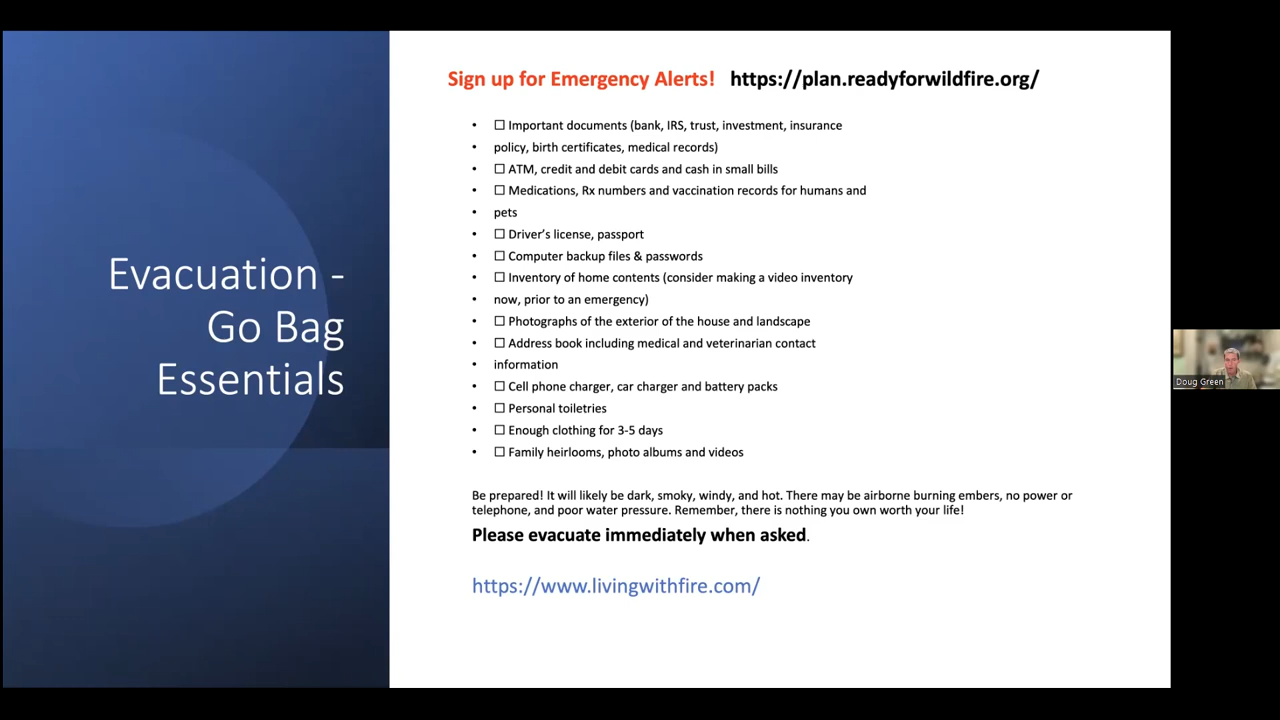 Evacuation -
Go Bag
Essentials
Sign up for Emergency Alerts! https://plan.readyforwildfire.org/
• ☐ Important documents (bank, IRS, trust, investment, insurance
• policy, birth certificates, medical records)
• ☐ ATM, credit and debit cards and cash in small bills
• ☐ Medications, Rx numbers and vaccination records for humans and
• pets
• ☐ Driver's license, passport
• ☐ Computer backup files & passwords
• ☐ Inventory of home contents (consider making a video inventory
• now, prior to an emergency)
• ☐ Photographs of the exterior of the house and landscape
• ☐ Address book including medical and veterinarian contact
• information
• ☐ Cell phone charger, car charger and battery packs
• ☐ Personal toiletries
• ☐ Enough clothing for 3-5 days
• ☐ Family heirlooms, photo albums and videos
Be prepared! It will likely be dark, smoky, windy, and hot. There may be airborne burning embers, no power or
telephone, and poor water pressure. Remember, there is nothing you own worth your life!
Please evacuate immediately when asked.
https://www.livingwithfire.com/
Doug Green